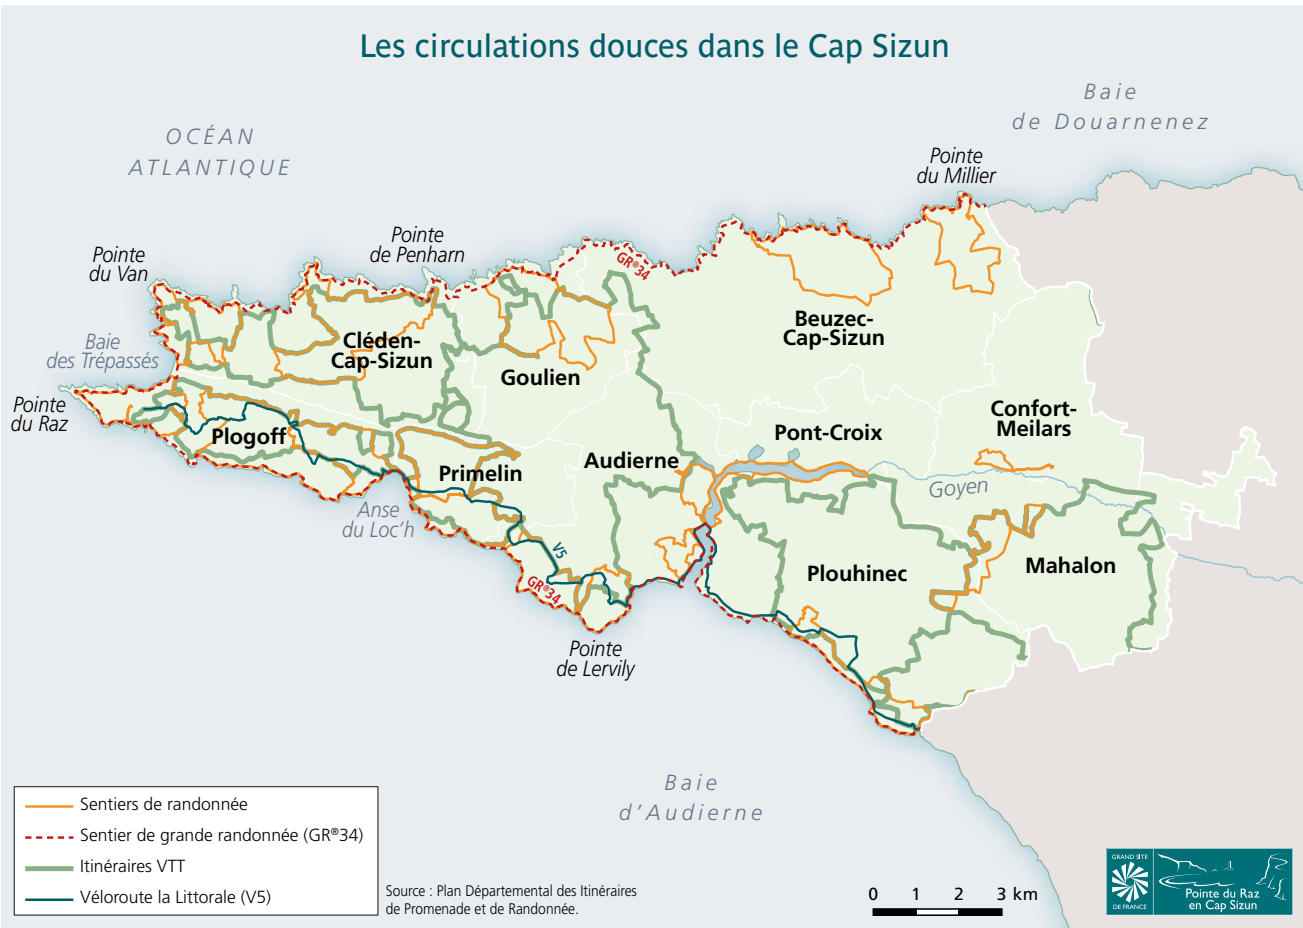 Les circulations douces dans le Cap Sizun
Baie
de Douarnenez
OCÉAN
ATLANTIQUE
Pointe
du Millier
Pointe
de Penharn
Pointe
du Van
GR®34
Beuzec-
Cap-Sizun
Cléden-
Cap-Sizun
Baie
des Trépassés
Goulien
Pointe
du Raz
Confort-
Meilars
Plogoff
Pont-Croix
Audierne
Primelin
Goyen
Anse
du Loc'h
V5
Mahalon
Plouhinec
GR®34
Pointe
de Lervily
Baie
d'Audierne
Sentiers de randonnée
Sentier de grande randonnée (GR®34)
Itinéraires VTT
Véloroute la Littorale (V5)
Source : Plan Départemental des Itinéraires
de Promenade et de Randonnée.
0 1 2 3 km
GRAND SITE
DE FRANCE
Pointe du Raz
en Cap Sizun